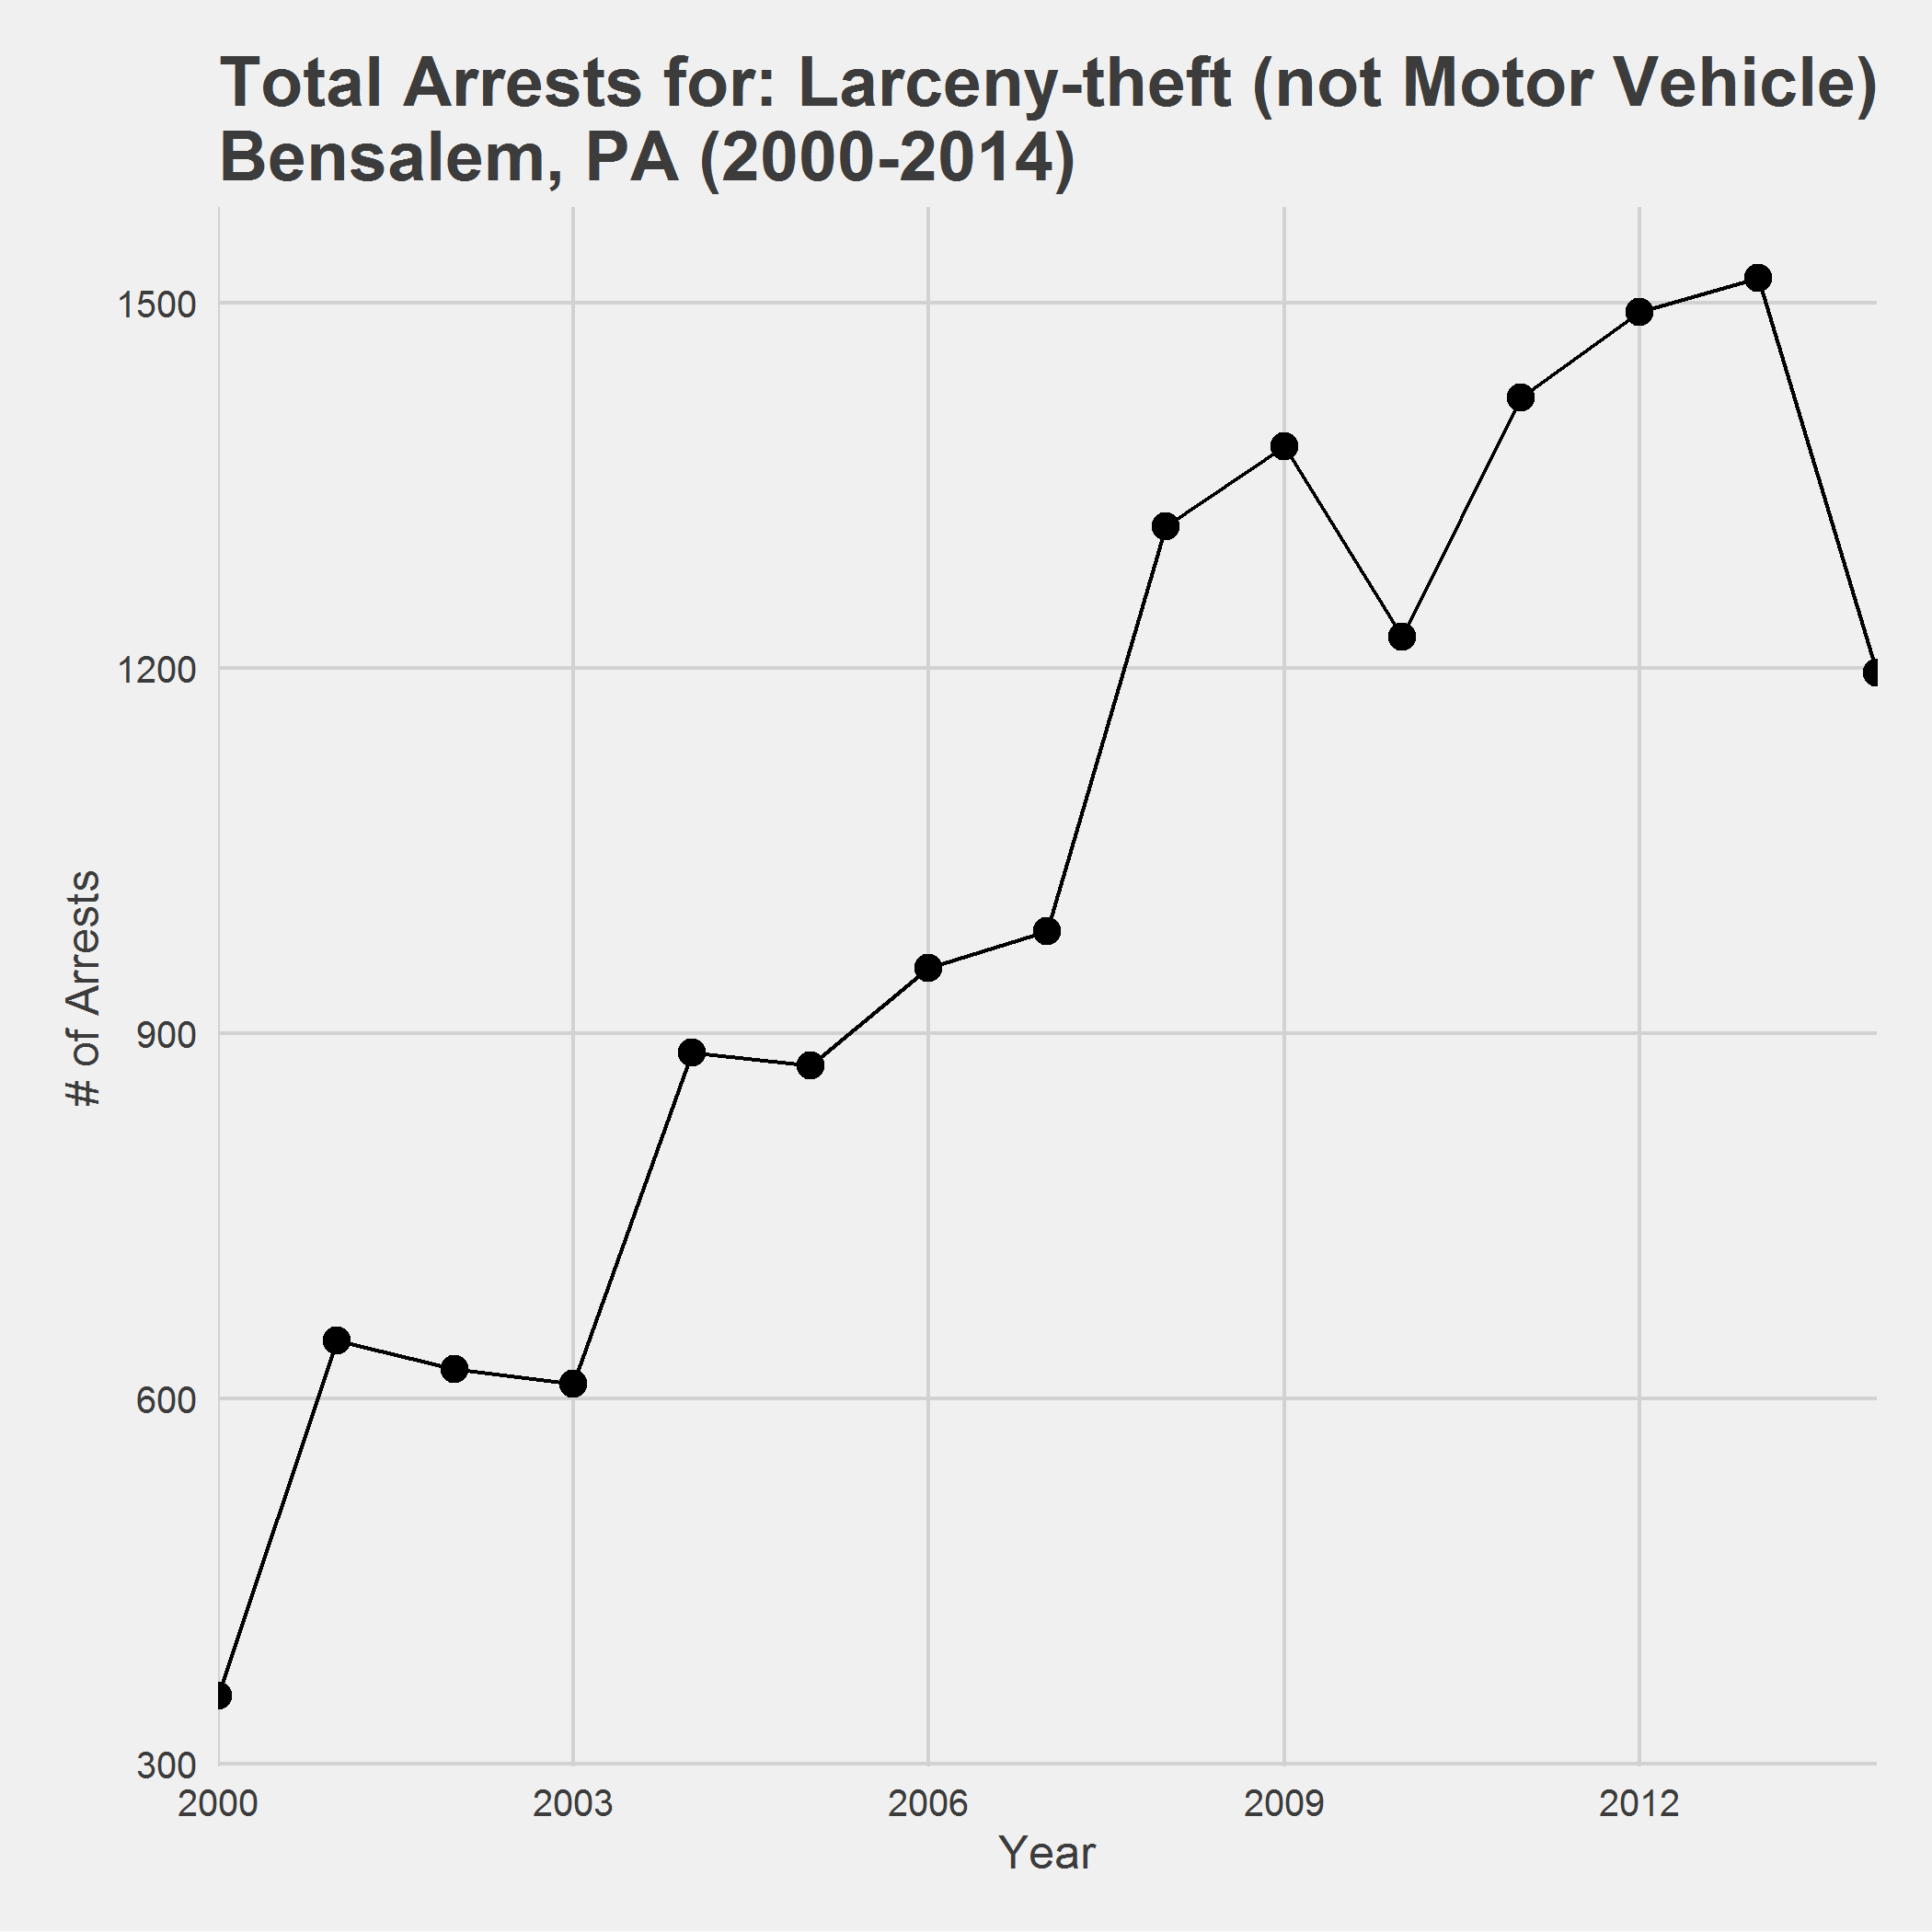 Total Arrests for: Larceny-theft (not Motor Vehicle)
Bensalem, PA (2000-2014)
1500
1200
900
600
300
# of Arrests
2000 2003 2006 2009 2012
Year